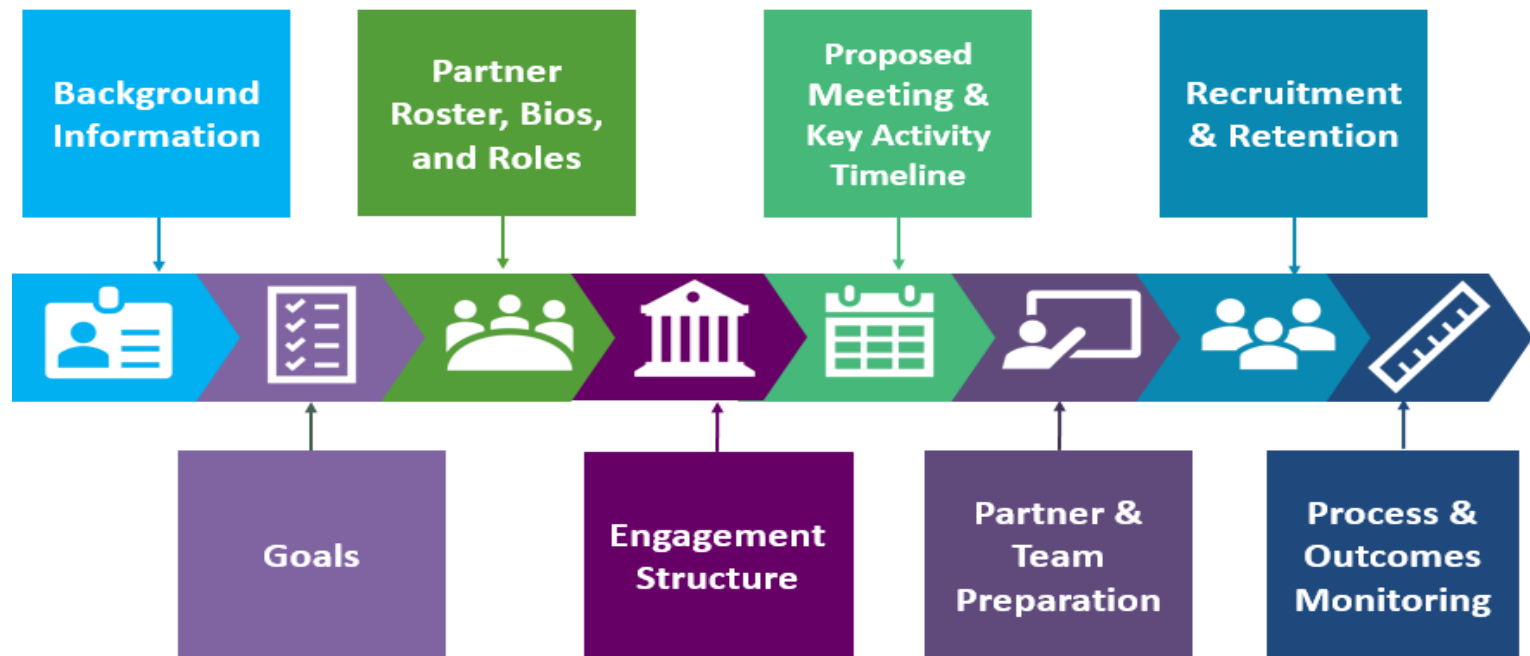 Background
Information
Partner
Roster, Bios,
and Roles
Proposed
Meeting &
Key Activity
Timeline
Recruitment
& Retention
Goals
Engagement
Structure
Partner &
Team
Preparation
Process &
Outcomes
Monitoring